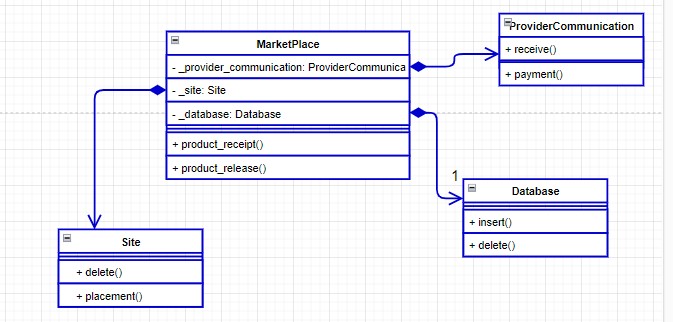 ProviderCommunication
+ receive()
+ payment()
MarketPlace
- _provider_communication: ProviderCommunica
- _site: Site
- _database: Database
+ product_receipt()
+ product_release()
1
Database
+ insert()
+ delete()
Site
+ delete()
+ placement()